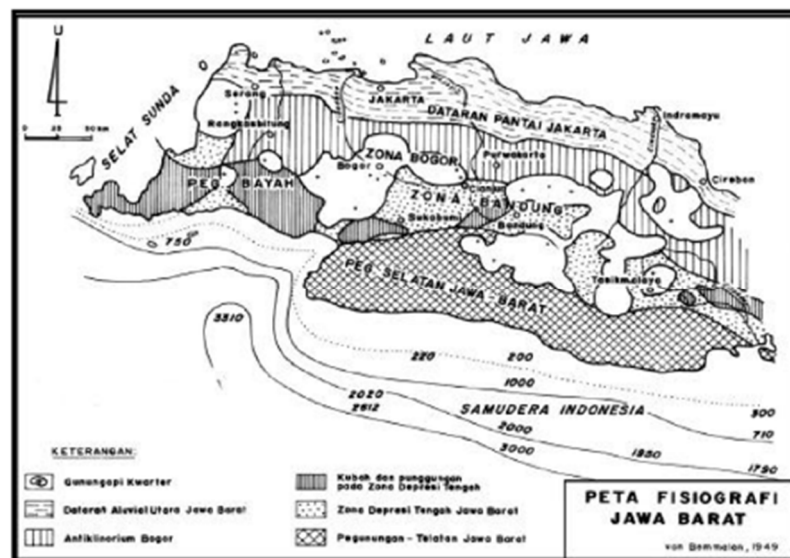 U
LAUT JAWA
0 25 50 km
SELAT SUNDA
Serang
JAKARTA
DATARAN PANTAI JAKARTA
Indramayu
Rangkasbitung
Bogor
ZONA BOGOR
Purwakarta
Cirebon
PEG. BAYAH
Cianjur
ZONA BANDUNG
Sukabumi
Bandung
PEG. SELATAN JAWA BARAT
Tasikmalaya
750
3310
220
200
1000
2020
2612
SAMUDERA INDONESIA
2000
3000
300
710
1950
1790
KETERANGAN:
Gunungapi Kwarter
Dataran Aluvial Utara Jawa Barat
Antiklinorium Bogor
Kubah dan punggungan
pada Zona Depresi Tengah
Zona Depresi Tengah Jawa Barat
Pegunungan - Telatan Jawa Barat
PETA FISIOGRAFI
JAWA BARAT
van Bemmelen, 1949